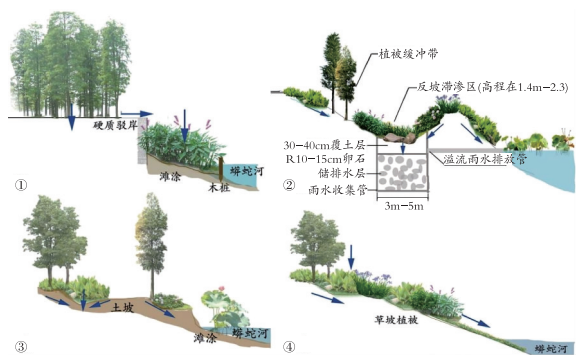 硬质驳岸
滩涂
木桩
蟒蛇河
①
植被缓冲带
反坡滞渗区(高程在1.4m-2.3)
30-40cm覆土层
R10-15cm卵石
储排水层
雨水收集管
溢流雨水排放管
3m-5m
②
土坡
滩涂
蟒蛇河
③
草坡植被
蟒蛇河
④